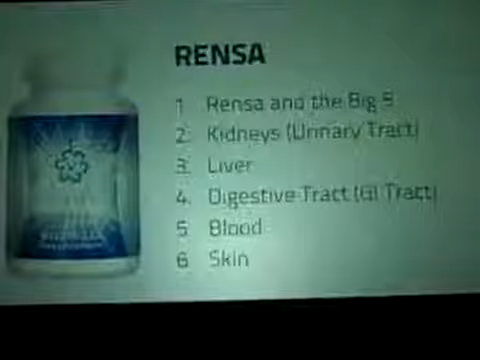 RENSA
1 Rensa and the Big 5
2. Kidneys (Urinary Tract)
3. Liver
4. Digestive Tract (GI Tract)
5 Blood
6 Skin